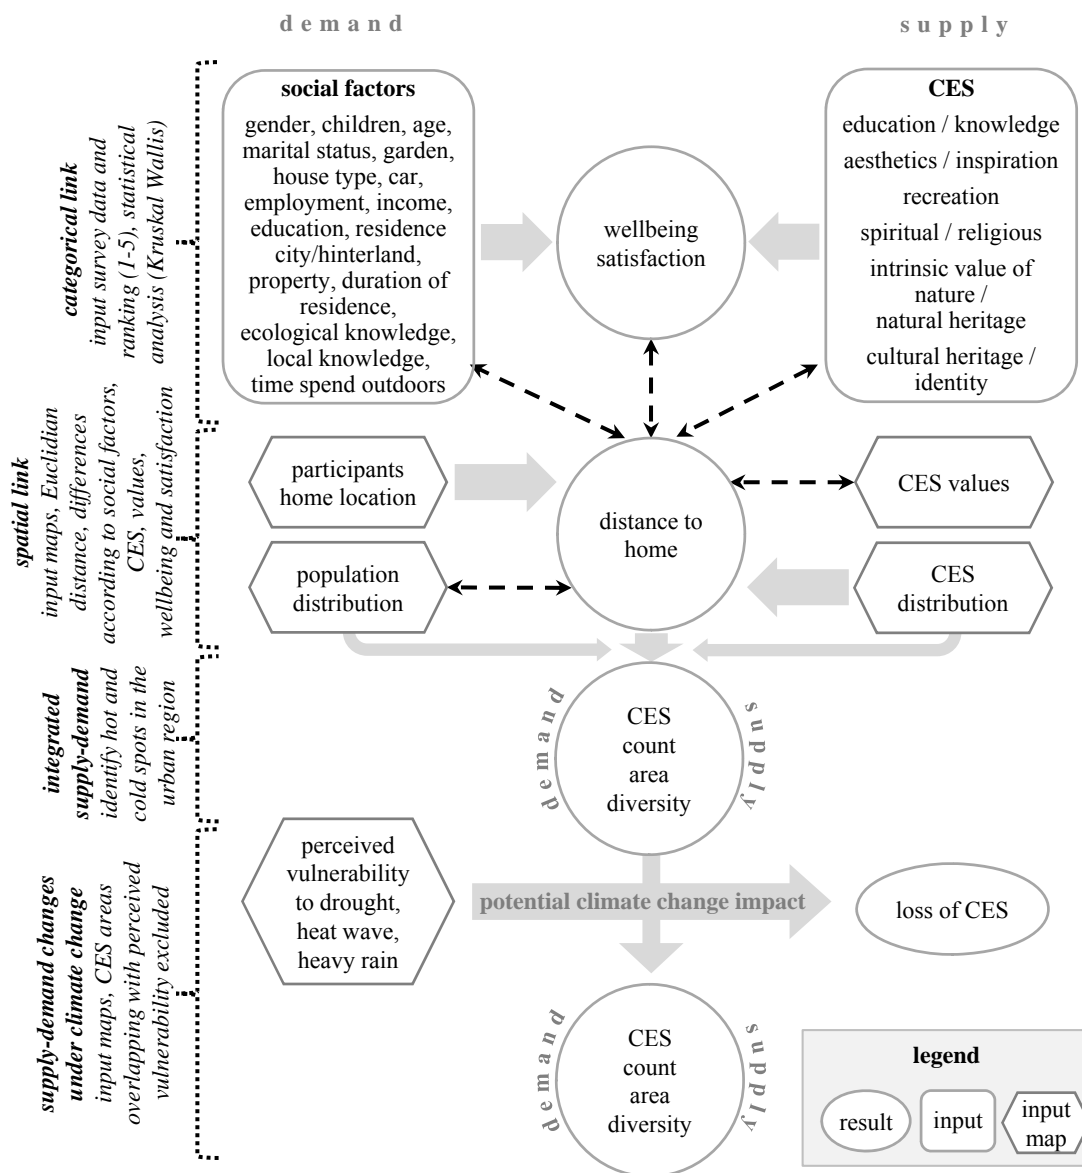 demand
supply
categorical link
input survey data and
ranking (1-5), statistical
analysis (Kruskal Wallis)
social factors
gender, children, age,
marital status, garden,
house type, car,
employment, income,
education, residence
city/hinterland,
property, duration of
residence,
ecological knowledge,
local knowledge,
time spend outdoors
wellbeing
satisfaction
CES
education / knowledge
aesthetics / inspiration
recreation
spiritual / religious
intrinsic value of
nature /
natural heritage
cultural heritage /
identity
spatial link
input maps, Euclidian
distance, differences
according to social factors,
CES, values,
wellbeing and satisfaction
participants
home location
population
distribution
distance to
home
CES values
CES
distribution
integrated
supply-demand
identify hot and
cold spots in the
urban region
demand
CES
count
area
diversity
supply
supply-demand changes
under climate change
input maps, CES areas
overlapping with perceived
vulnerability excluded
perceived
vulnerability
to drought,
heat wave,
heavy rain
potential climate change impact
loss of CES
demand
CES
count
area
diversity
supply
legend
result
input
input
map